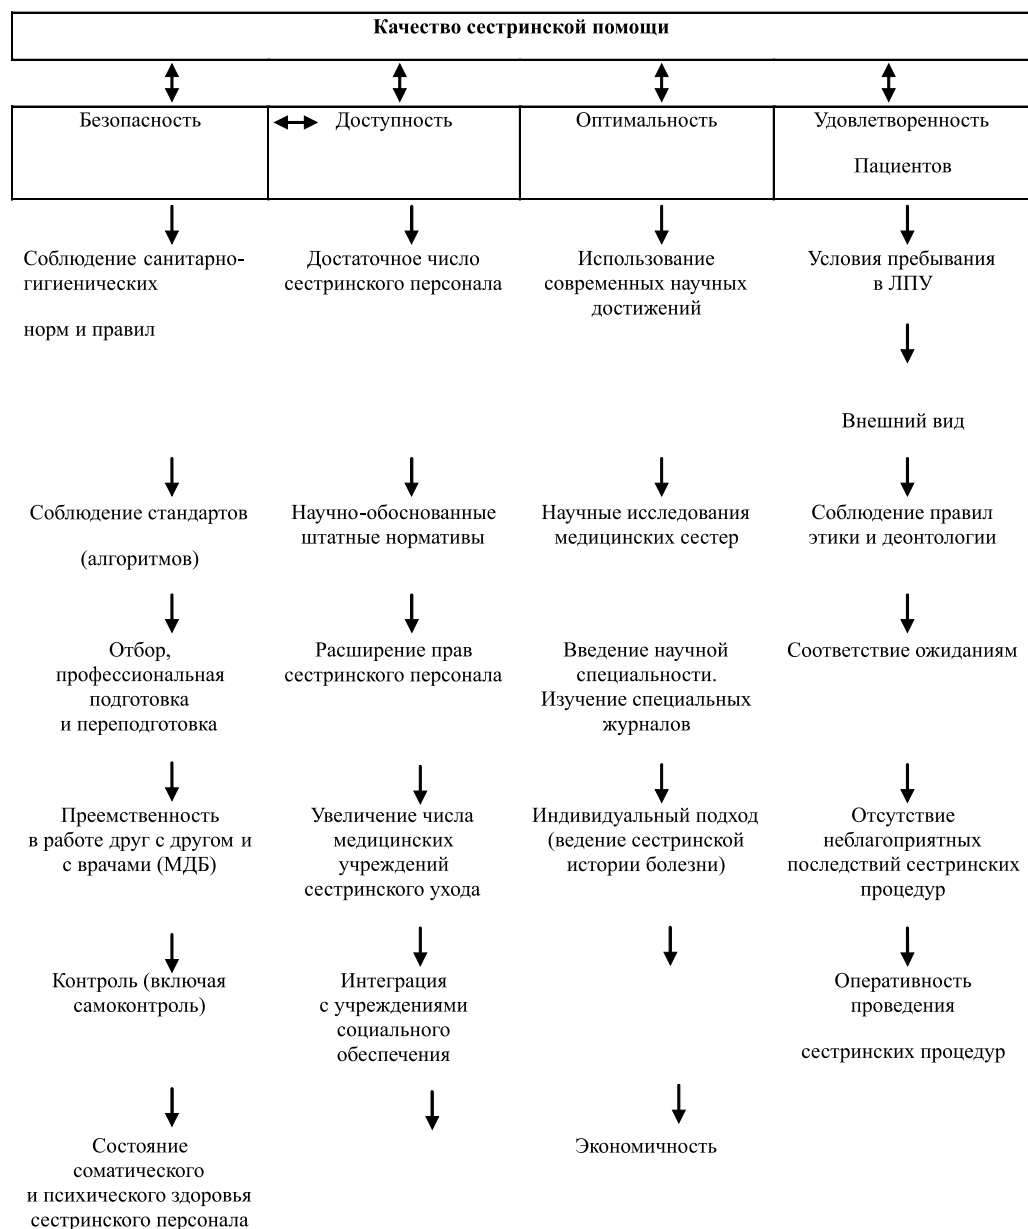 Качество сестринской помощи
Безопасность
Доступность
Оптимальность
Удовлетворенность
Пациентов
Соблюдение санитарно-
гигиенических
норм и правил
Достаточное число
сестринского персонала
Использование
современных научных
достижений
Условия пребывания
в ЛПУ
Внешний вид
Соблюдение стандартов
(алгоритмов)
Научно-обоснованные
штатные нормативы
Научные исследования
медицинских сестер
Соблюдение правил
этики и деонтологии
Отбор,
профессиональная
подготовка
и переподготовка
Расширение прав
сестринского персонала
Введение научной
специальности.
Изучение специальных
журналов
Соответствие ожиданиям
Преемственность
в работе друг с другом и
с врачами (МДБ)
Увеличение числа
медицинских
учреждений
сестринского ухода
Индивидуальный подход
(ведение сестринской
истории болезни)
Отсутствие
неблагоприятных
последствий сестринских
процедур
Контроль (включая
самоконтроль)
Интеграция
с учреждениями
социального
обеспечения
Оперативность
проведения
сестринских процедур
Состояние
соматического
и психического здоровья
сестринского персонала
Экономичность